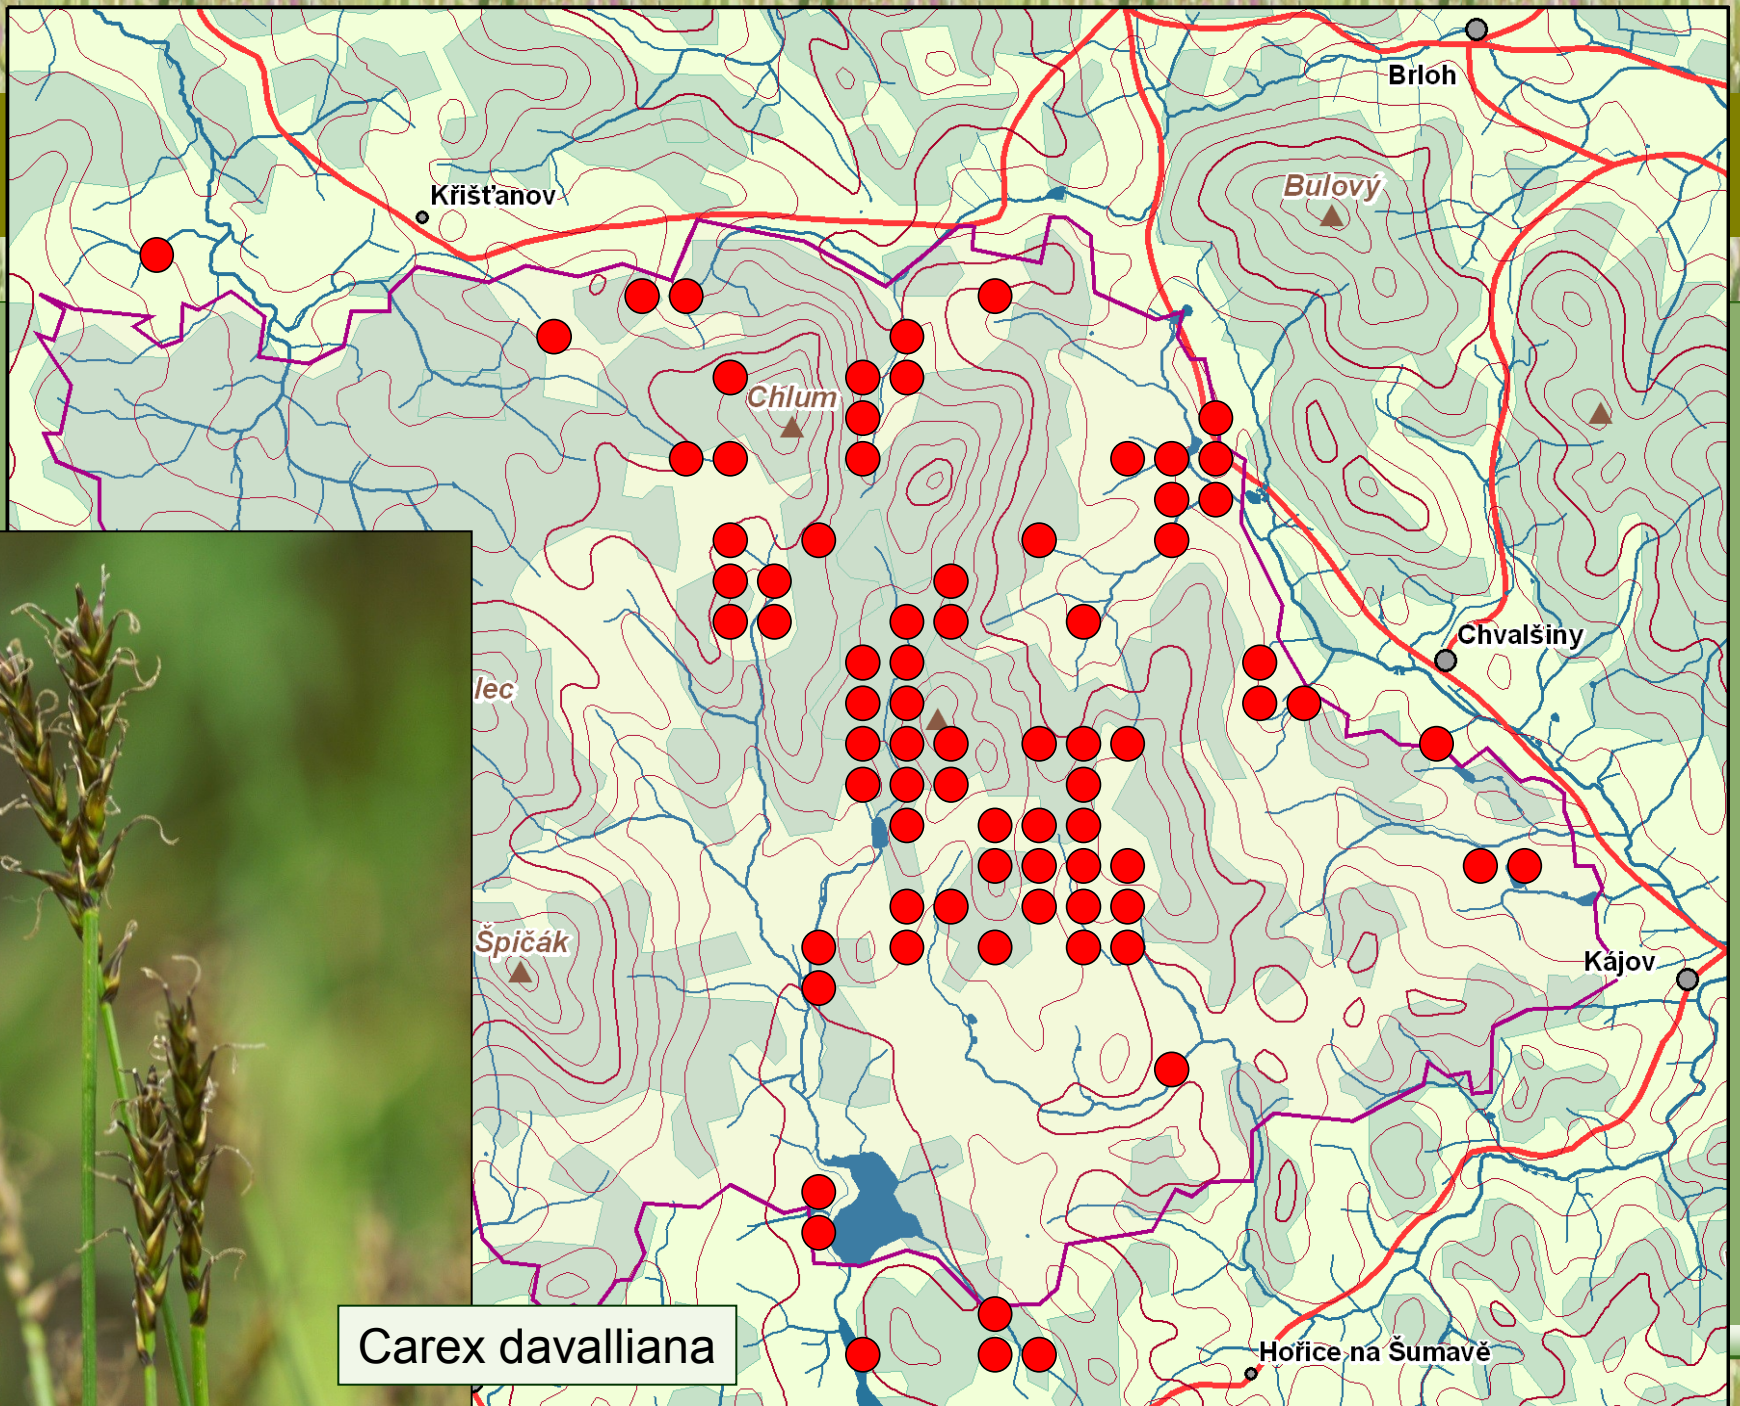 Brloh
Bulový
Křišťanov
Chlum
Chvalšiny
lec
Špičák
Kájov
Carex davalliana
Hořice na Šumavě